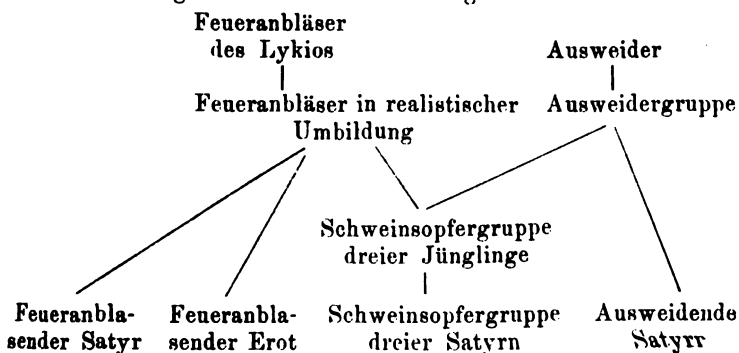 Feueranbläser
des Lykios
Ausweider
Feueranbläser in realistischer
Umbildung
Ausweidergruppe
Schweinsopfergruppe
dreier Jünglinge
Feueranbla-
sender Satyr
Feueranbla-
sender Erot
Schweinsopfergruppe
dreier Satyrn
Ausweidende
Satyrr